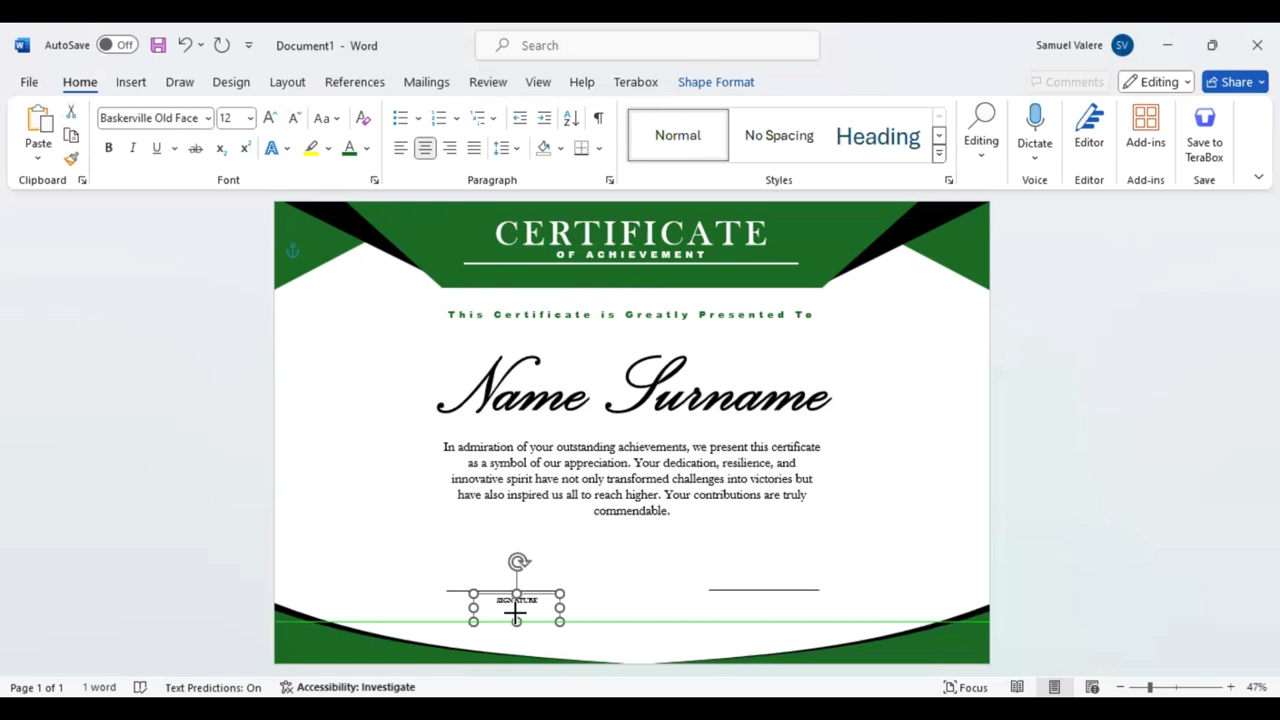 AutoSave Off Document1 - Word Search Samuel Valere SV
File Home Insert Draw Design Layout References Mailings Review View Help Terabox Shape Format Comments Editing Share
Paste Baskerville Old Face 12 Normal No Spacing Heading Editing Dictate Editor Add-ins Save to TeraBox
Clipboard Font Paragraph Styles Voice Editor Add-ins Save
CERTIFICATE
OF ACHIEVEMENT
This Certificate is Greatly Presented To
Name Surname
In admiration of your outstanding achievements, we present this certificate
as a symbol of our appreciation. Your dedication, resilience, and
innovative spirit have not only transformed challenges into victories but
have also inspired us all to reach higher. Your contributions are truly
commendable.
SIGNATURE
Page 1 of 1 1 word Text Predictions: On Accessibility: Investigate Focus 47%